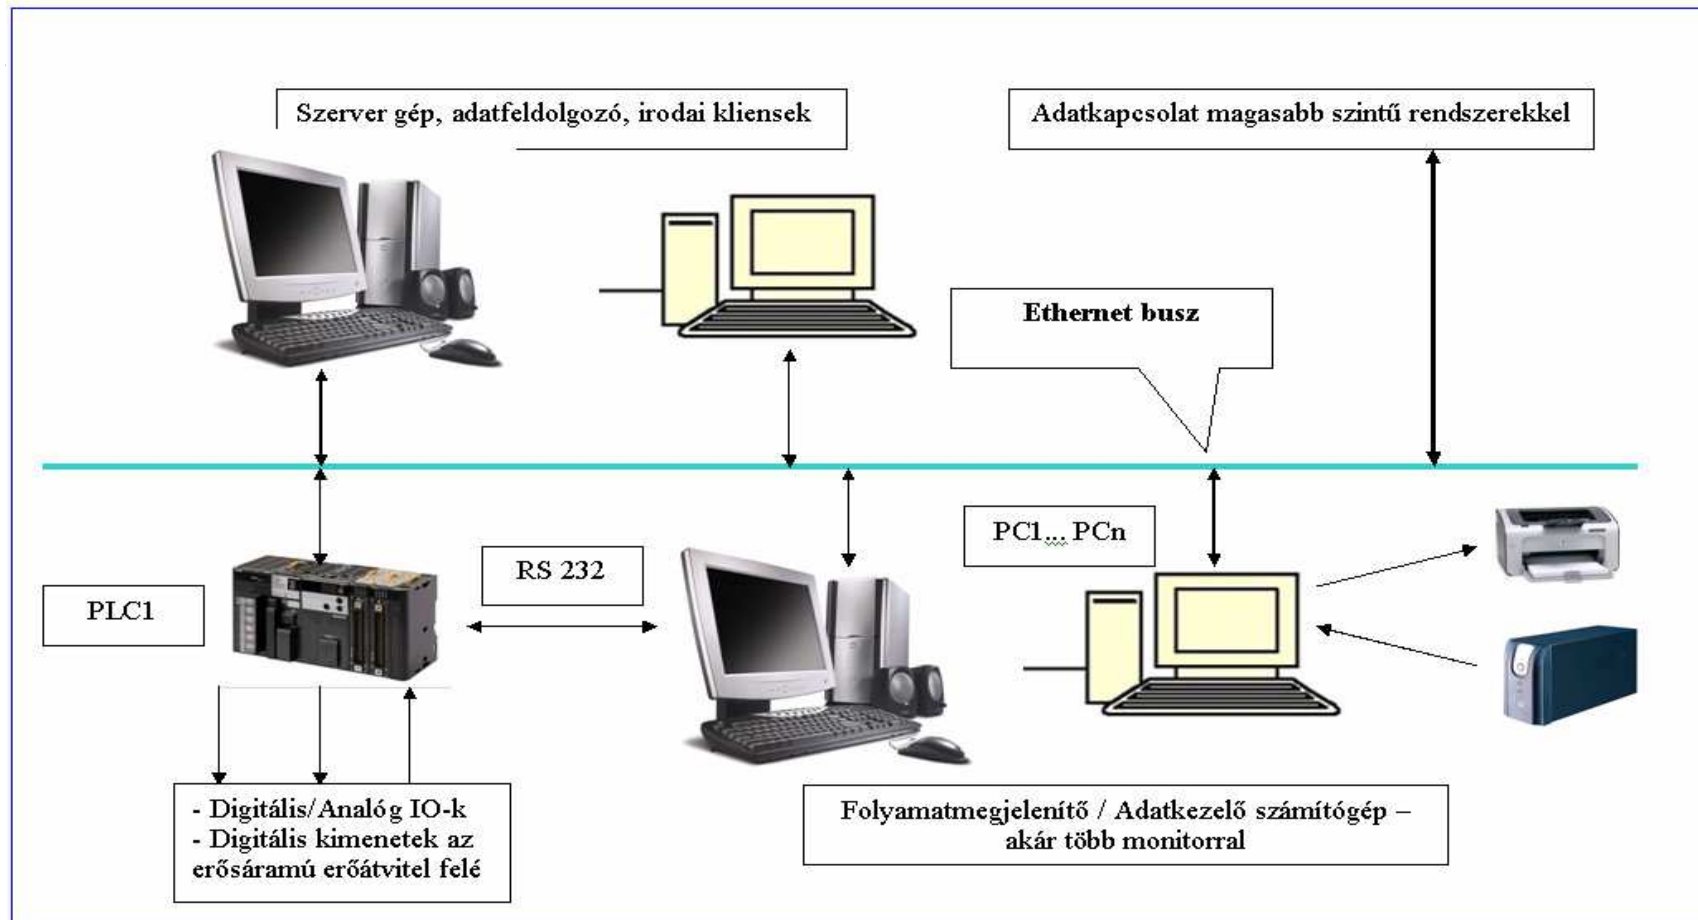 Szerver gép, adatfeldolgozó, irodai kliensek
Adatkapcsolat magasabb szintű rendszerekkel
Ethernet busz
PC1... PCn
RS 232
PLC1
- Digitális/Analóg IO-k
- Digitális kimenetek az
erősáramú erőátvitel felé
Folyamatmegjelenítő / Adatkezelő számítógép –
akár több monitorral